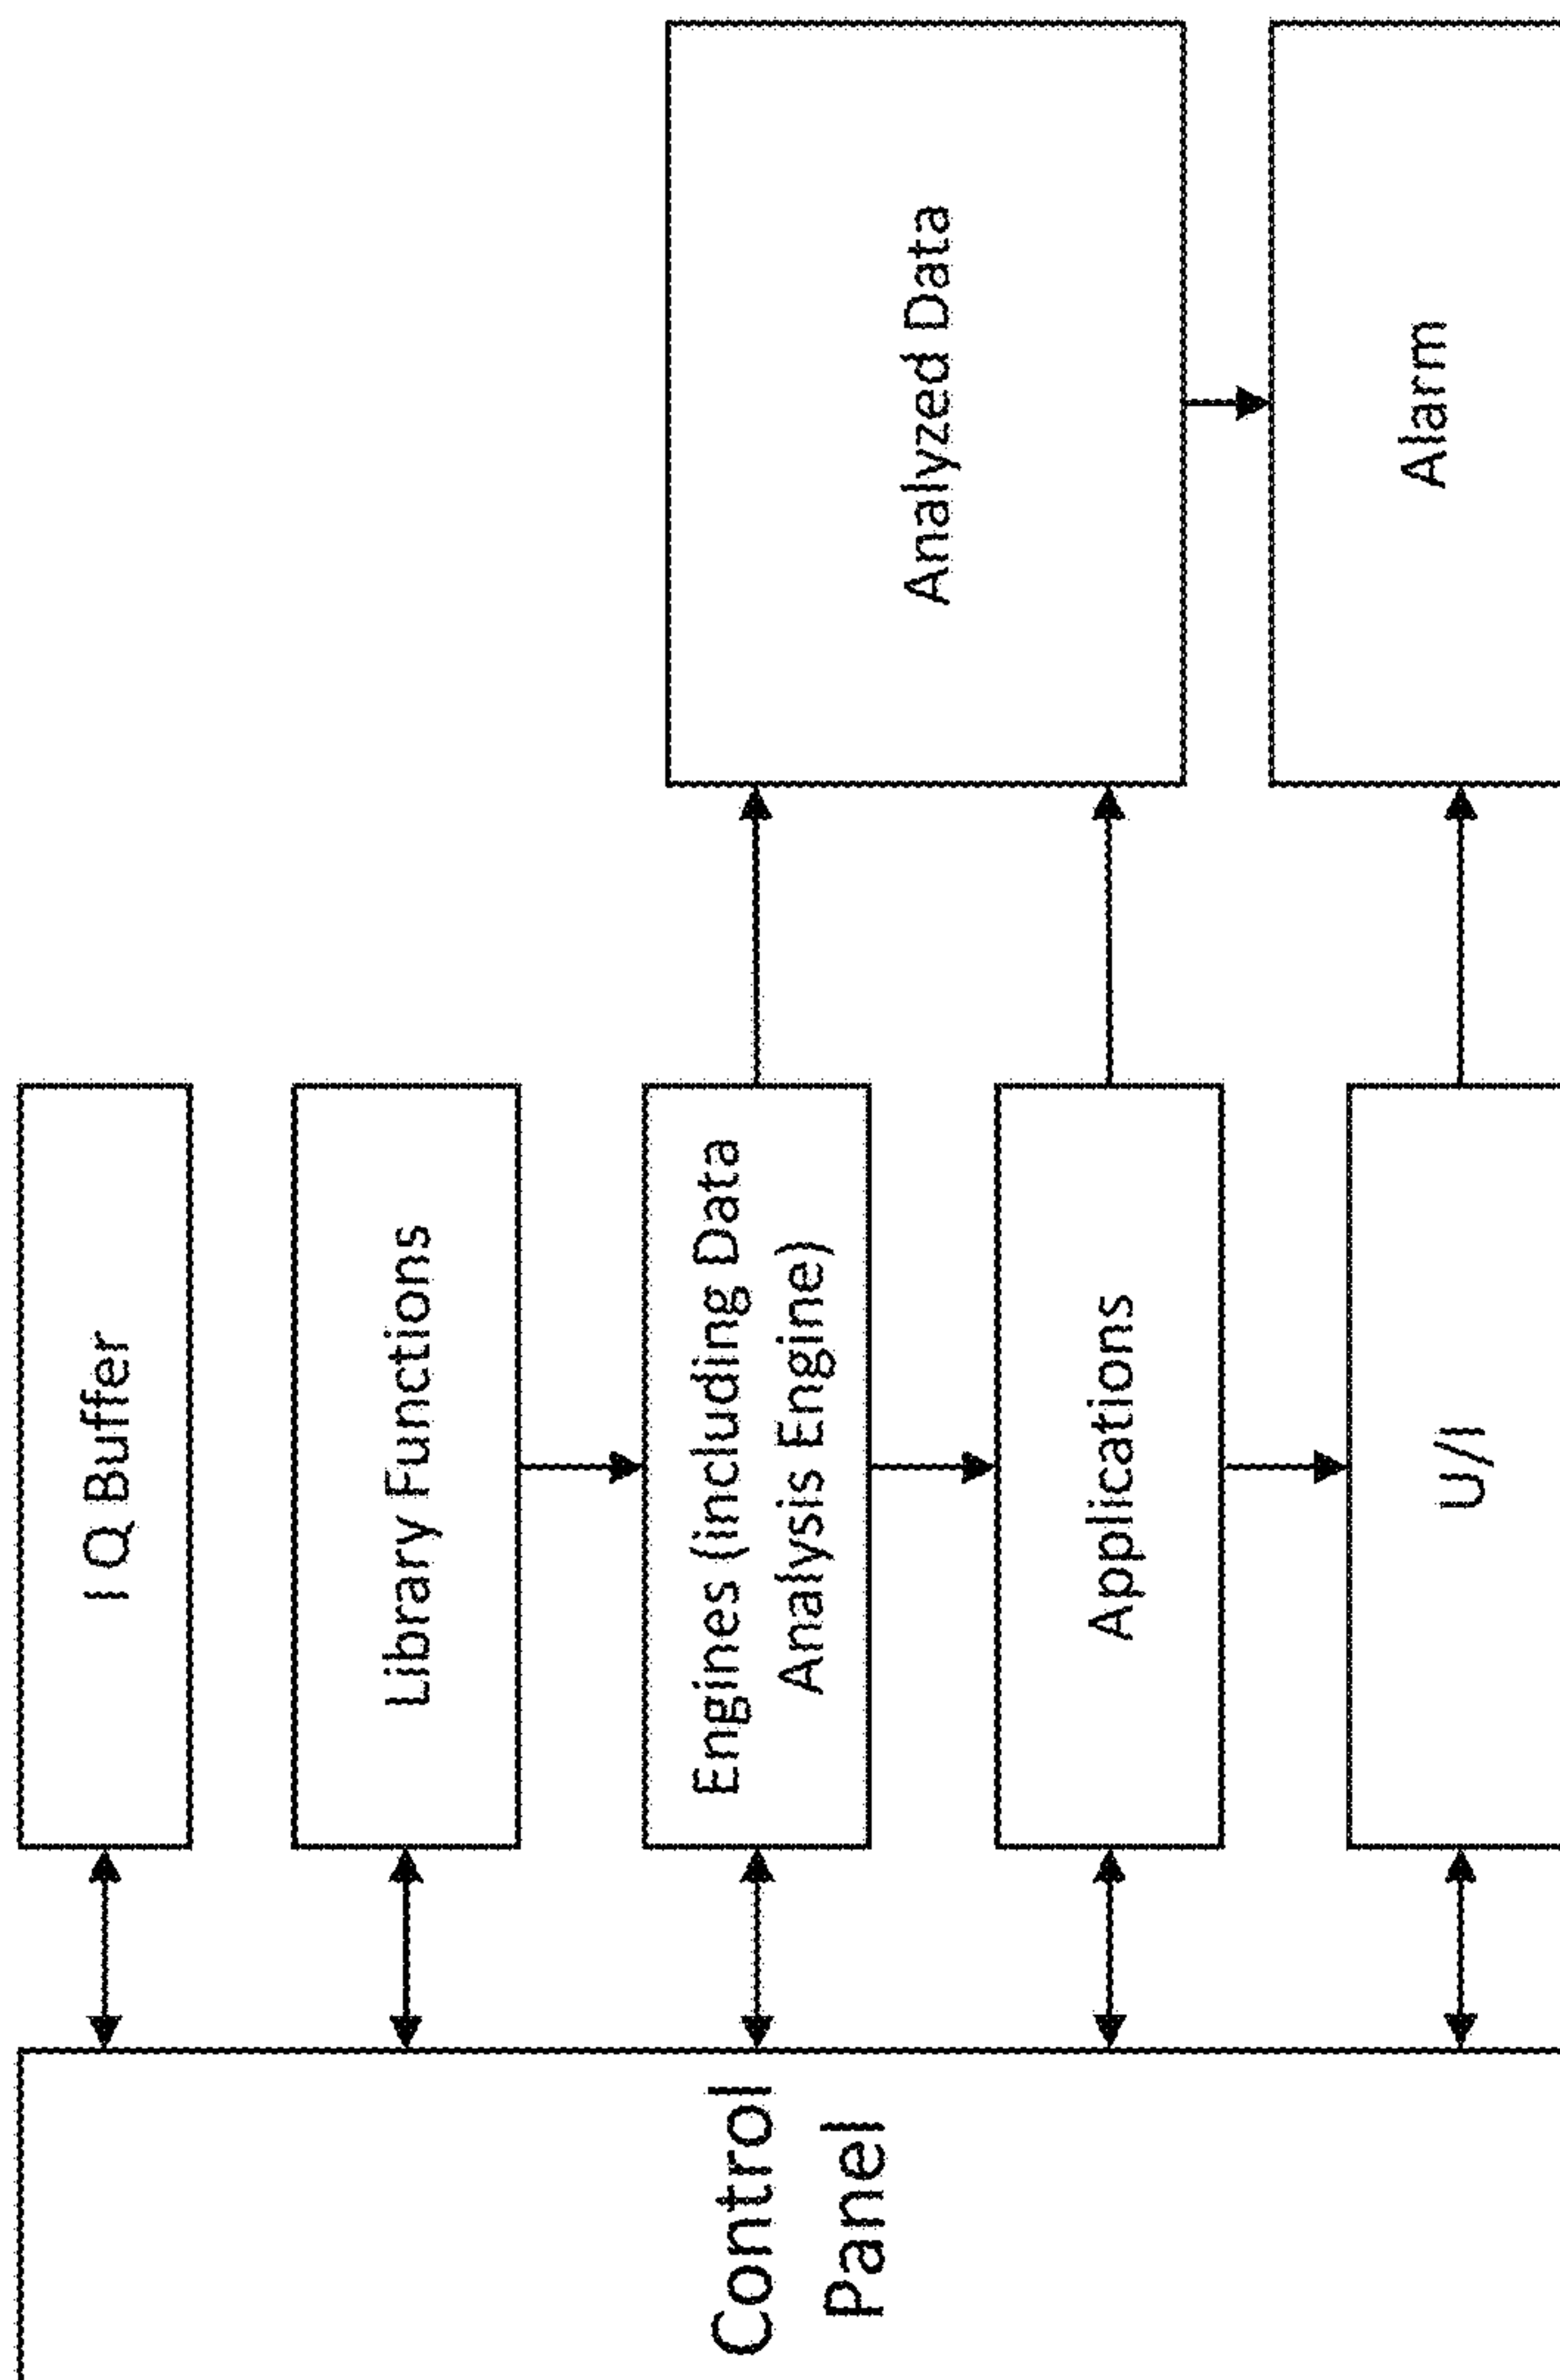 Control
Panel
I Q Buffer
Library Functions
Engines (including Data
Analysis Engine)
Applications
U/I
Analyzed Data
Alarm